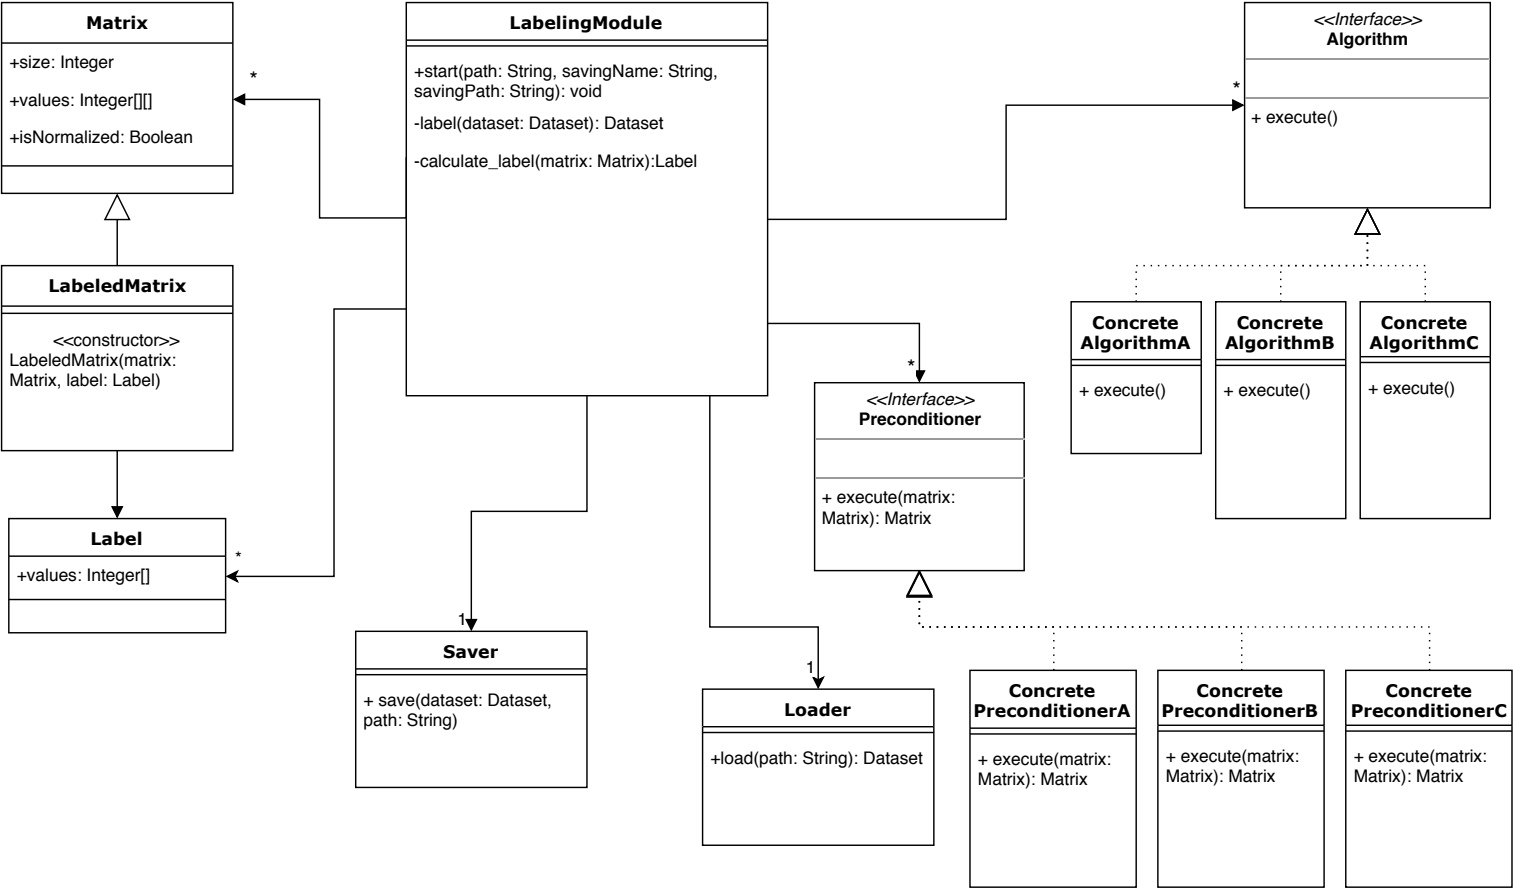 Matrix
+size: Integer
+values: Integer[][]
+isNormalized: Boolean
*
LabelingModule
+start(path: String, savingName: String,
savingPath: String): void
-label(dataset: Dataset): Dataset
-calculate_label(matrix: Matrix):Label
*
<<Interface>>
Algorithm
+ execute()
LabeledMatrix
<<constructor>>
LabeledMatrix(matrix:
Matrix, label: Label)
Concrete
AlgorithmA
+ execute()
Concrete
AlgorithmB
+ execute()
Concrete
AlgorithmC
+ execute()
*
<<Interface>>
Preconditioner
+ execute(matrix:
Matrix): Matrix
Label
+values: Integer[]
*
1
Saver
+ save(dataset: Dataset,
path: String)
1
Loader
+load(path: String): Dataset
Concrete
PreconditionerA
+ execute(matrix:
Matrix): Matrix
Concrete
PreconditionerB
+ execute(matrix:
Matrix): Matrix
Concrete
PreconditionerC
+ execute(matrix:
Matrix): Matrix